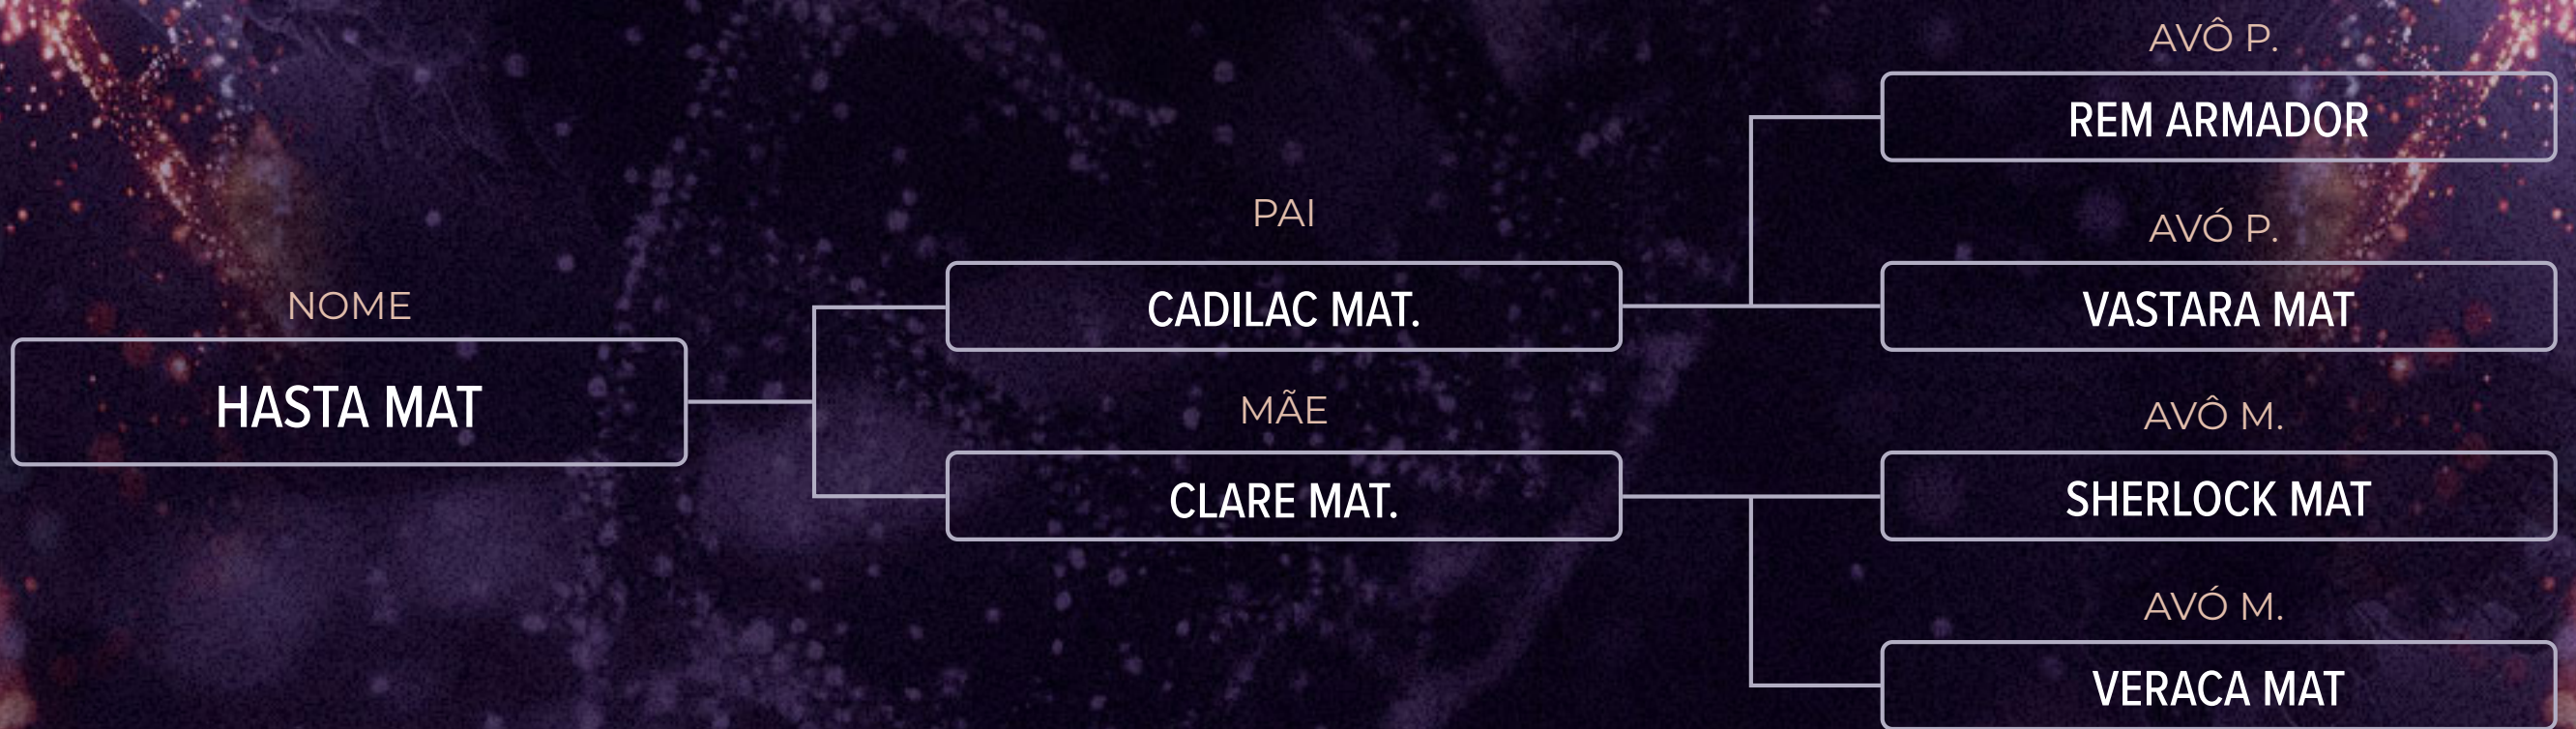 NOME
HASTA MAT
PAI
CADILAC MAT.
MÃE
CLARE MAT.
AVÔ P.
REM ARMADOR
AVÓ P.
VASTARA MAT
AVÔ M.
SHERLOCK MAT
AVÓ M.
VERACA MAT